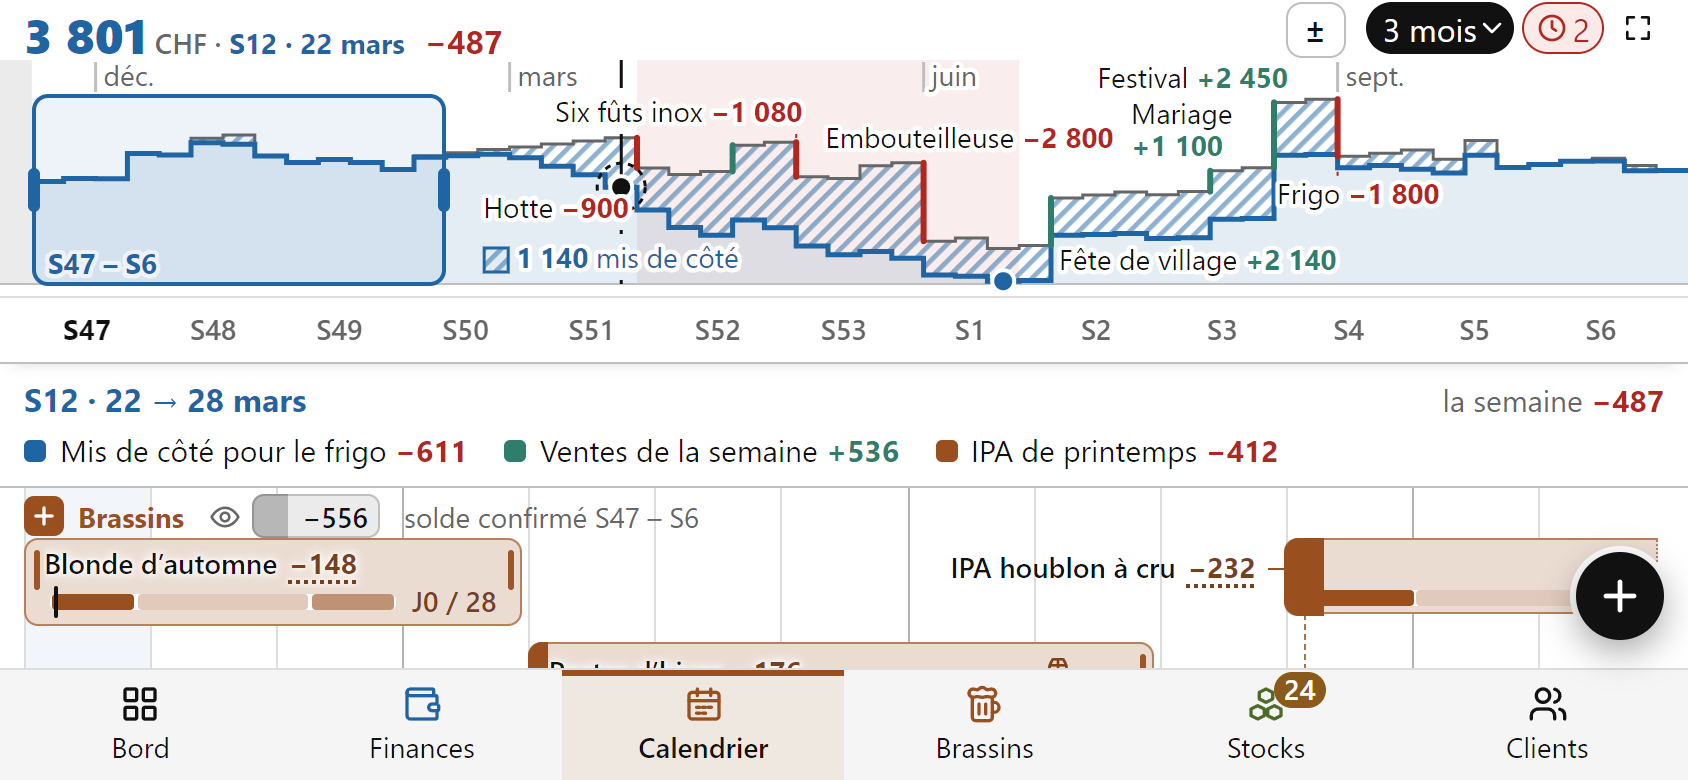 3 801 CHF · S12 · 22 mars −487
± 3 mois 2
déc. mars juin sept.
Festival +2 450
Six fûts inox −1 080
Mariage
+1 100
Embouteilleuse −2 800
Hotte −900
Frigo −1 800
1 140 mis de côté
Fête de village +2 140
S47 – S6
S47 S48 S49 S50 S51 S52 S53 S1 S2 S3 S4 S5 S6
S12 · 22 → 28 mars
la semaine −487
Mis de côté pour le frigo −611 Ventes de la semaine +536 IPA de printemps −412
+ Brassins −556 solde confirmé S47 – S6
Blonde d’automne −148
J0 / 28
IPA houblon à cru −232
+
24
Bord Finances Calendrier Brassins Stocks Clients